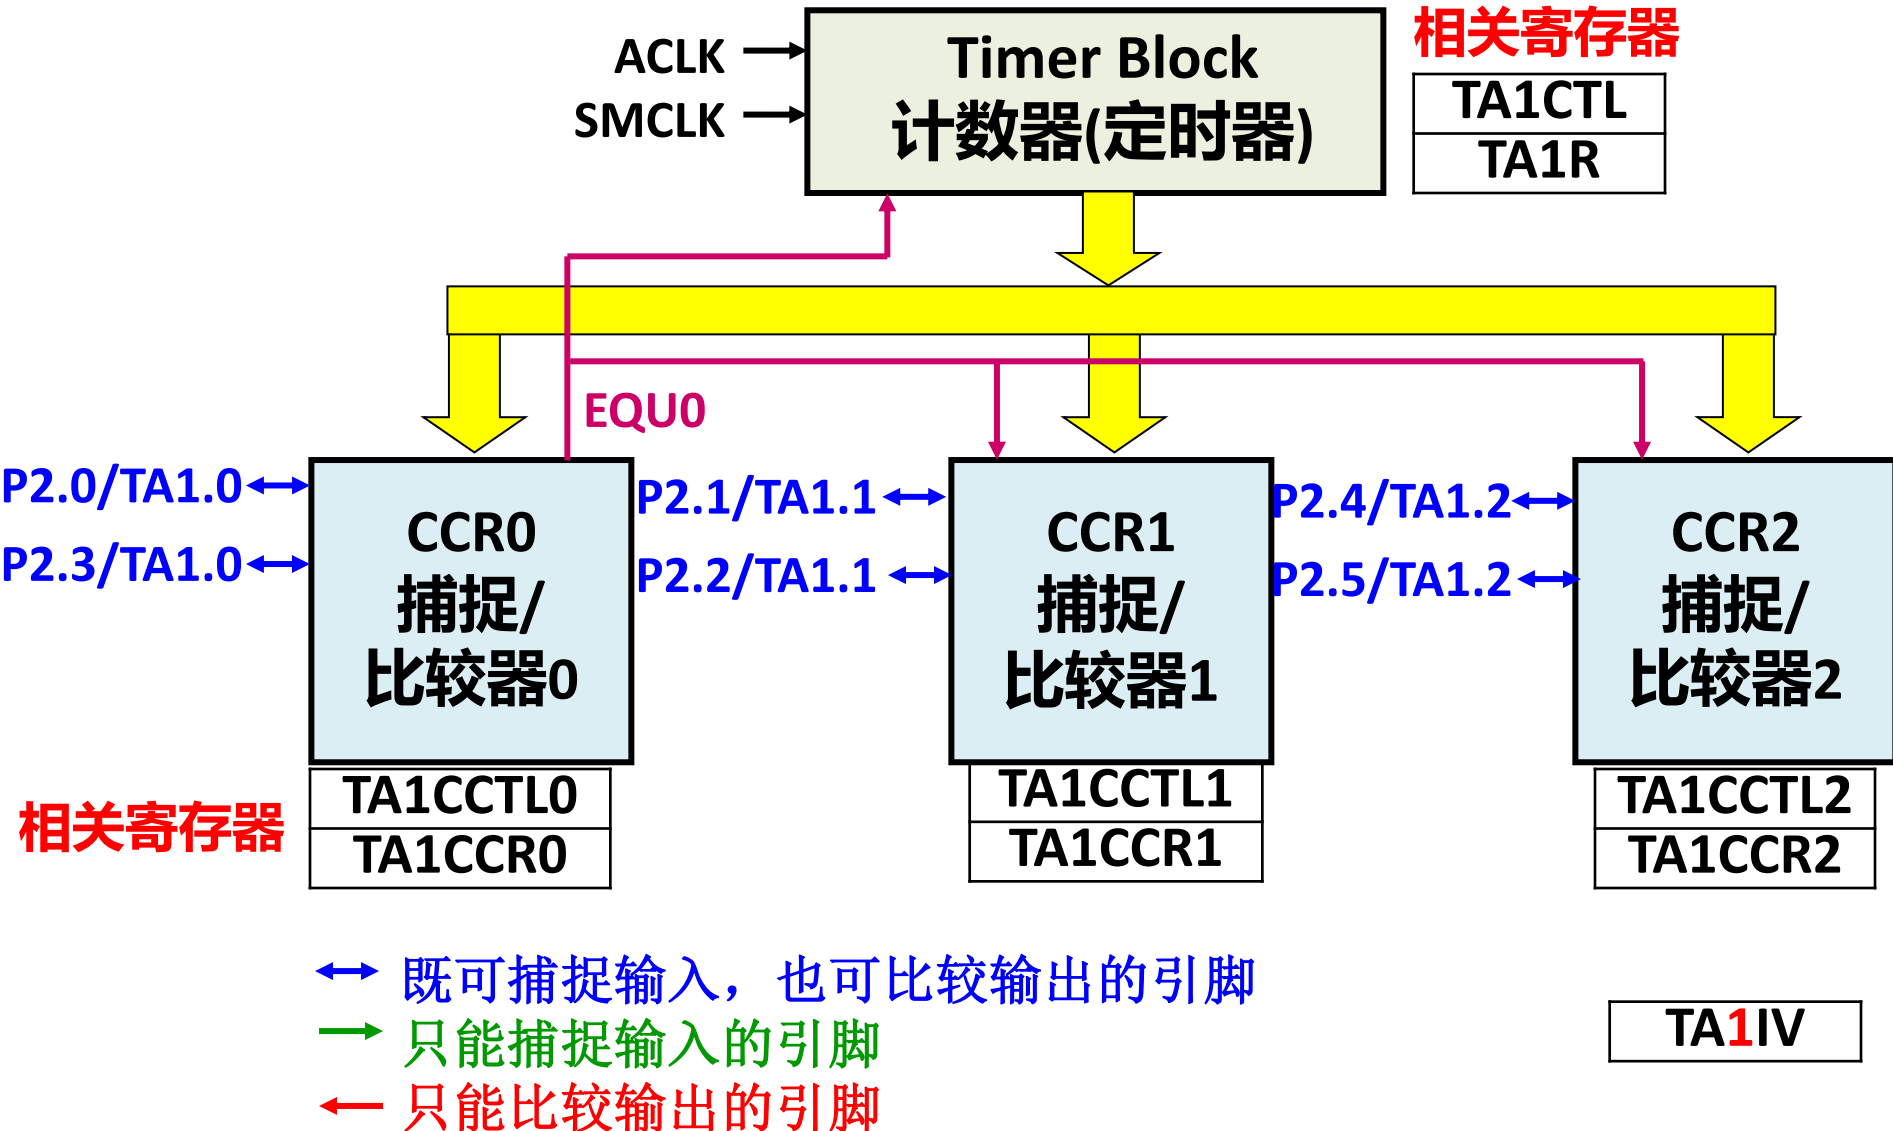 相关寄存器
ACLK
Timer Block
TA1CTL
SMCLK
计数器(定时器)
TA1R
EQU0
P2.0/TA1.0
P2.1/TA1.1
P2.4/TA1.2
P2.3/TA1.0
P2.2/TA1.1
P2.5/TA1.2
CCR0
捕捉/
比较器0
CCR1
捕捉/
比较器1
CCR2
捕捉/
比较器2
相关寄存器
TA1CCTL0
TA1CCR0
TA1CCTL1
TA1CCR1
TA1CCTL2
TA1CCR2
既可捕捉输入，也可比较输出的引脚
只能捕捉输入的引脚
只能比较输出的引脚
TA1IV